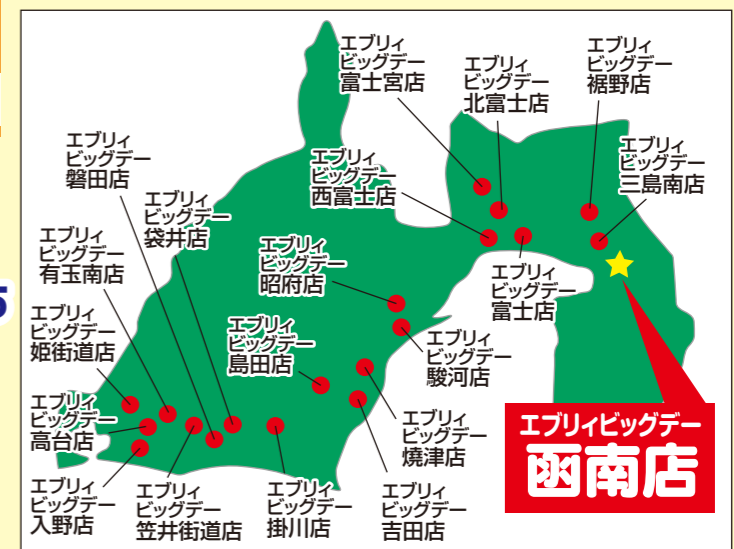 エブリィ
ビッグデー
富士宮店
エブリィ
ビッグデー
北富士店
エブリィ
ビッグデー
裾野店
エブリィ
ビッグデー
三島南店
エブリィ
ビッグデー
磐田店
エブリィ
ビッグデー
西富士店
エブリィ
ビッグデー
袋井店
エブリィ
ビッグデー
有玉南店
エブリィ
ビッグデー
昭府店
エブリィ
ビッグデー
富士店
エブリィ
ビッグデー
姫街道店
エブリィ
ビッグデー
島田店
エブリィ
ビッグデー
駿河店
エブリィ
ビッグデー
高台店
エブリィ
ビッグデー
焼津店
エブリィビッグデー
函南店
エブリィ
ビッグデー
入野店
エブリィ
ビッグデー
笠井街道店
エブリィ
ビッグデー
掛川店
エブリィ
ビッグデー
吉田店